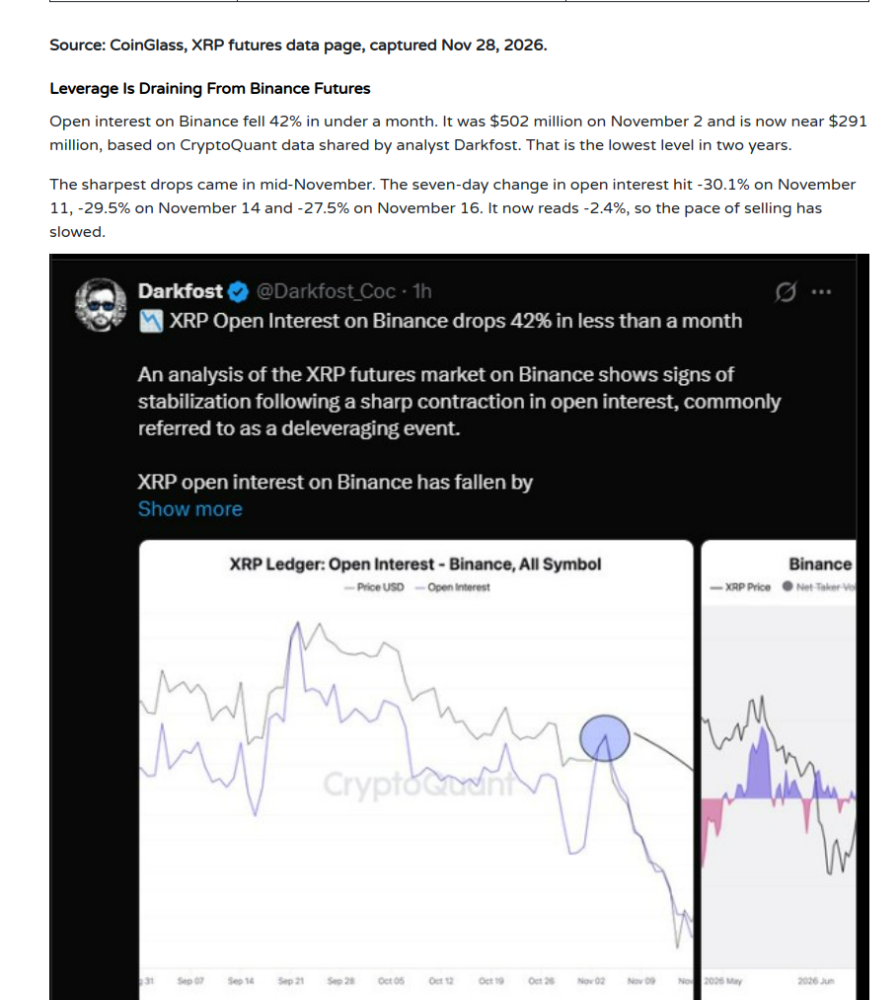 Source: CoinGlass, XRP futures data page, captured Nov 28, 2026.
Leverage Is Draining From Binance Futures
Open interest on Binance fell 42% in under a month. It was $502 million on November 2 and is now near $291
million, based on CryptoQuant data shared by analyst Darkfost. That is the lowest level in two years.
The sharpest drops came in mid-November. The seven-day change in open interest hit -30.1% on November
11, -29.5% on November 14 and -27.5% on November 16. It now reads -2.4%, so the pace of selling has
slowed.
Darkfost @Darkfost_Coc · 1h
XRP Open Interest on Binance drops 42% in less than a month
An analysis of the XRP futures market on Binance shows signs of
stabilization following a sharp contraction in open interest, commonly
referred to as a deleveraging event.
XRP open interest on Binance has fallen by
Show more
XRP Ledger: Open Interest - Binance, All Symbol
Price USD Open Interest
CryptoQuant
31 Sep 07 Sep 14 Sep 21 Sep 28 Oct 05 Oct 12 Oct 19 Oct 26 Nov 02 Nov 09 Nov
Binance
XRP Price Net Taker Vol
2026 May 2026 Jun